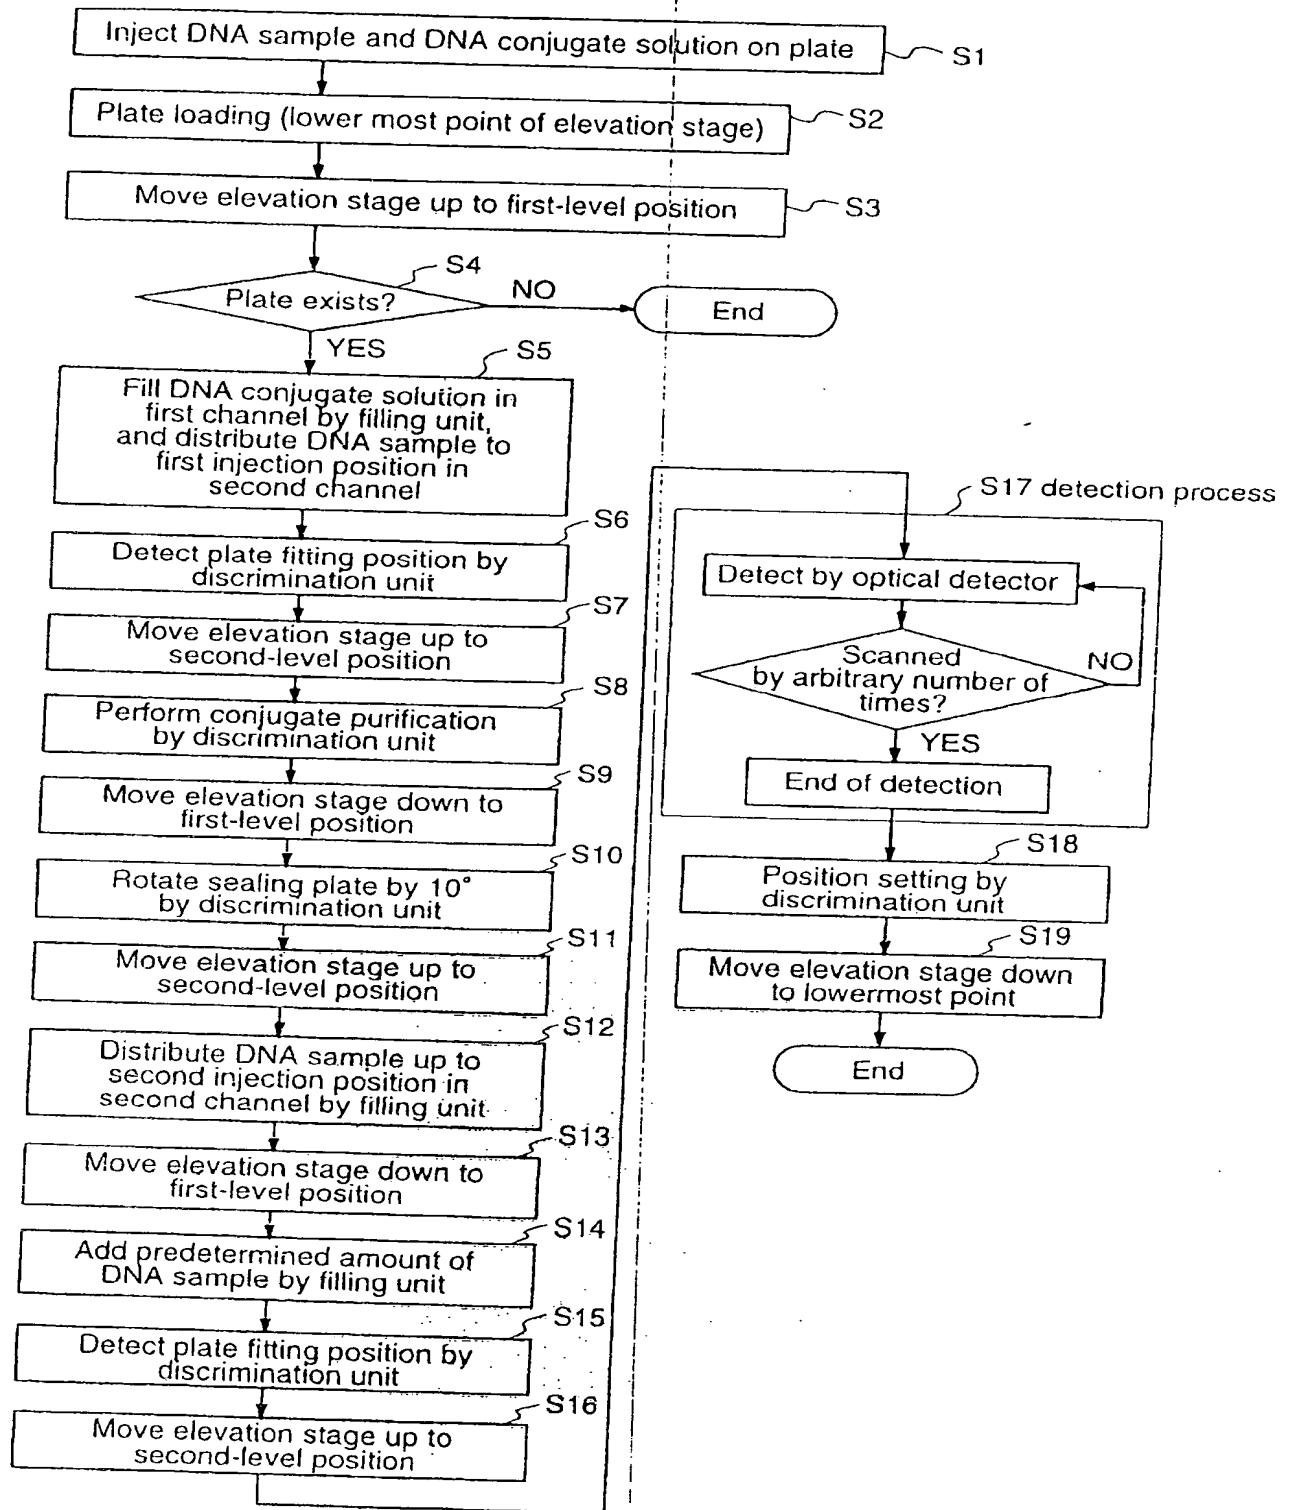 Inject DNA sample and DNA conjugate solution on plate
S1
Plate loading (lower most point of elevation stage)
S2
Move elevation stage up to first-level position
S3
S4
Plate exists?
NO
End
YES
S5
Fill DNA conjugate solution in
first channel by filling unit,
and distribute DNA sample to
first injection position in
second channel
S6
Detect plate fitting position by
discrimination unit
S7
Move elevation stage up to
second-level position
S8
Perform conjugate purification
by discrimination unit
S9
Move elevation stage down to
first-level position
S10
Rotate sealing plate by 10°
by discrimination unit
S11
Move elevation stage up to
second-level position
S12
Distribute DNA sample up to
second injection position in
second channel by filling unit
S13
Move elevation stage down to
first-level position
S14
Add predetermined amount of
DNA sample by filling unit
S15
Detect plate fitting position by
discrimination unit
S16
Move elevation stage up to
second-level position
S17 detection process
Detect by optical detector
Scanned
by arbitrary number of
times?
NO
YES
End of detection
S18
Position setting by
discrimination unit
S19
Move elevation stage down
to lowermost point
End